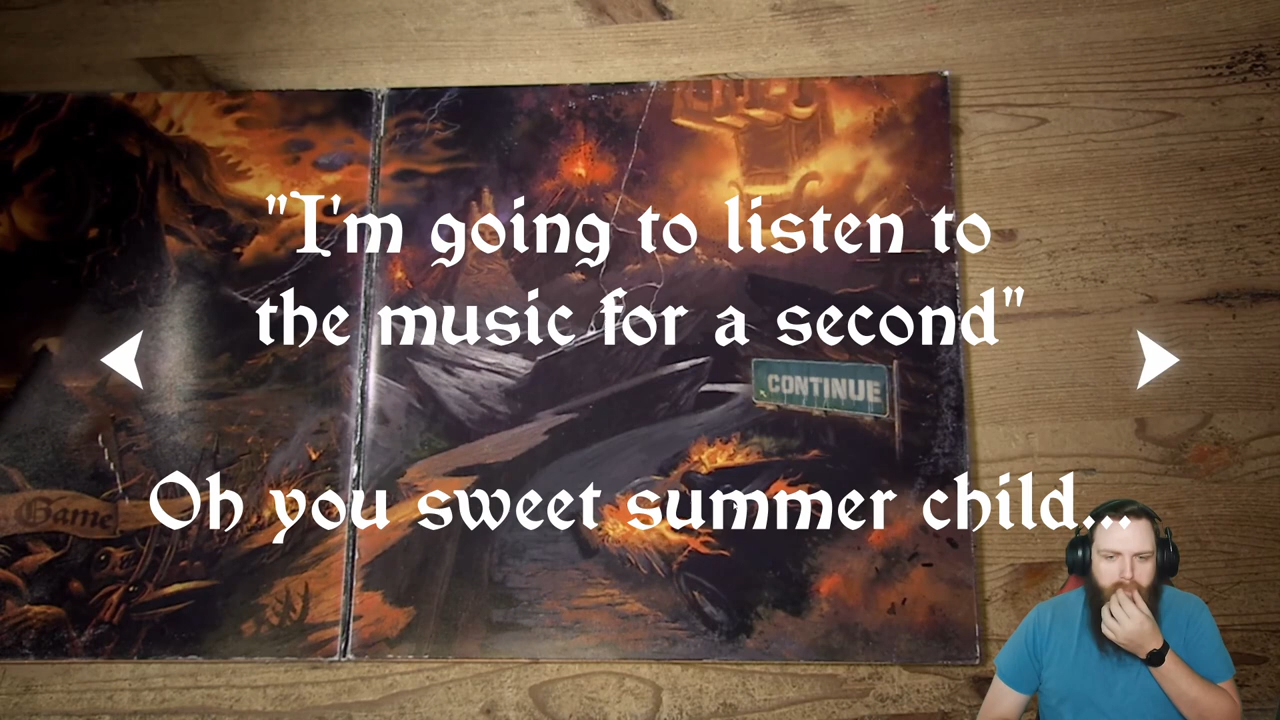 "I'm going to listen to
the music for a second"
CONTINUE
Oh you sweet summer child...
Game